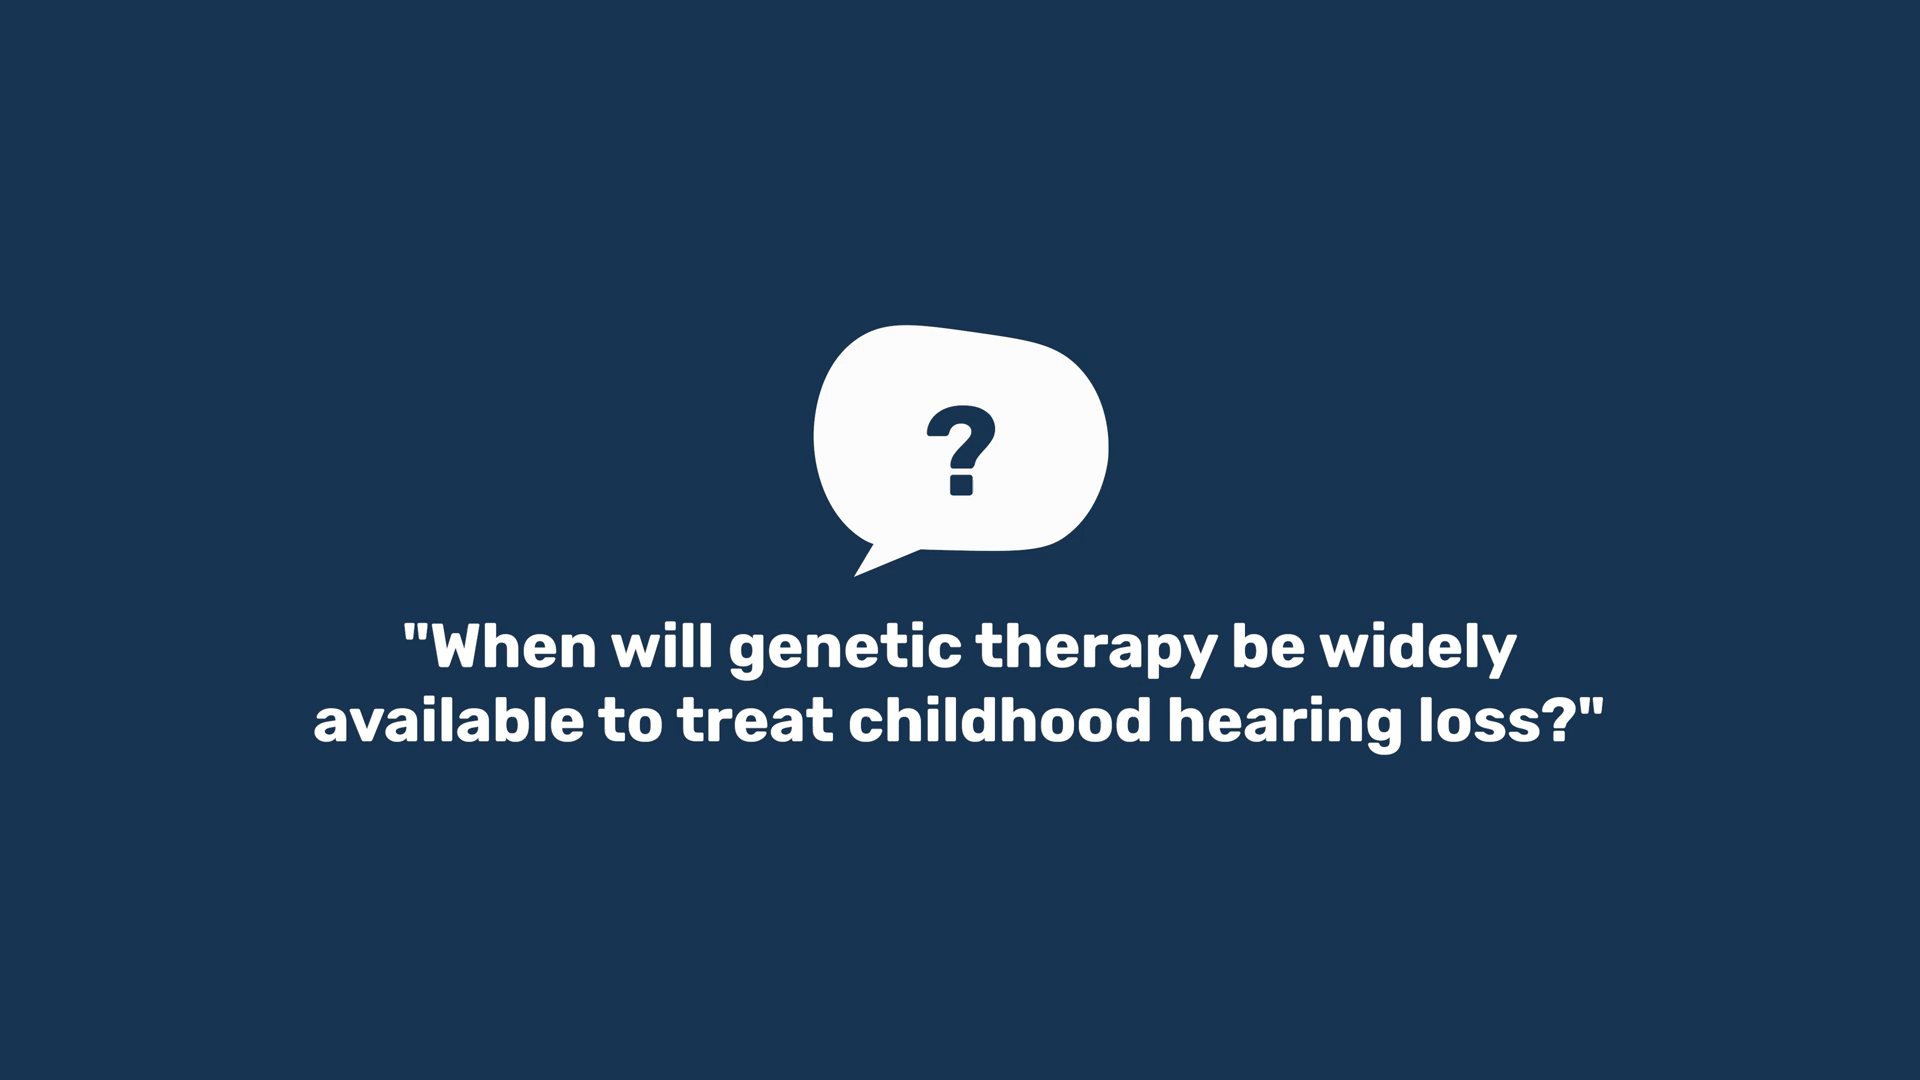 ?
"When will genetic therapy be widely
available to treat childhood hearing loss?"